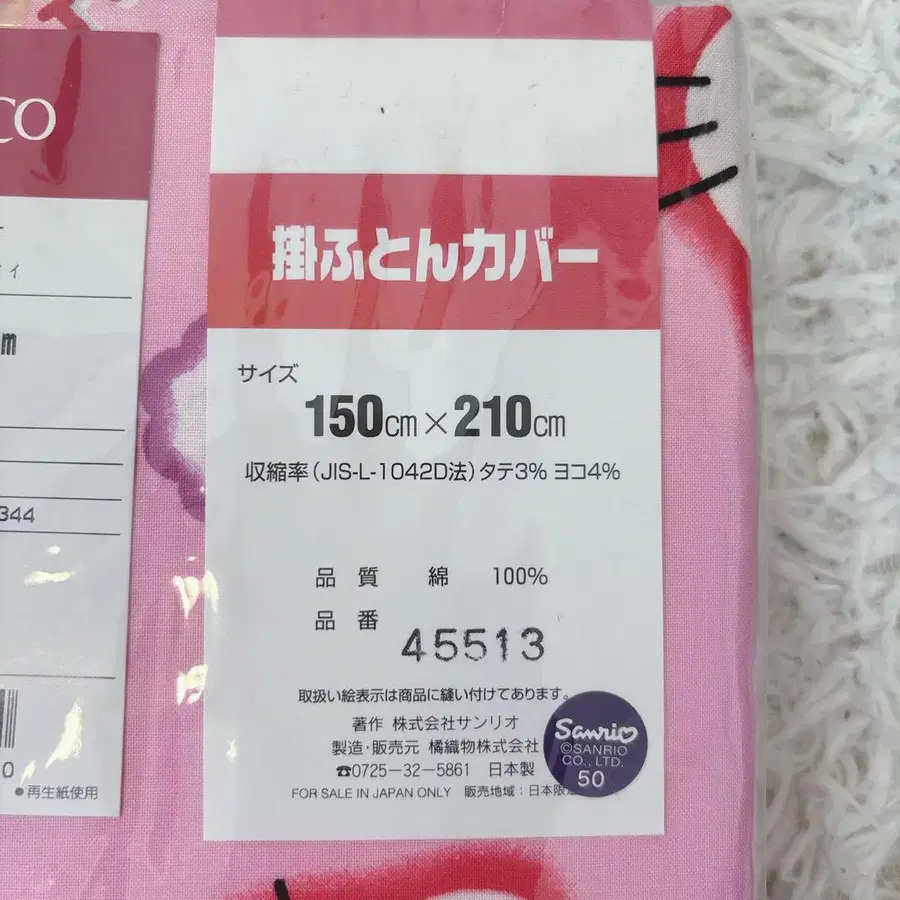 CO
ィ
m
344
0
●再生紙使用
掛ふとんカバー
サイズ
150cm×210cm
収縮率(JIS-L-1042D法)タテ3% ヨコ4%
品 質 綿 100%
品 番 45513
取扱い絵表示は商品に縫い付けてあります。
著作 株式会社サンリオ
製造・販売元 橘織物株式会社
☎0725-32-5861 日本製
FOR SALE IN JAPAN ONLY 販売地域:日本限
Sanrio
©SANRIO
CO., LTD.
50